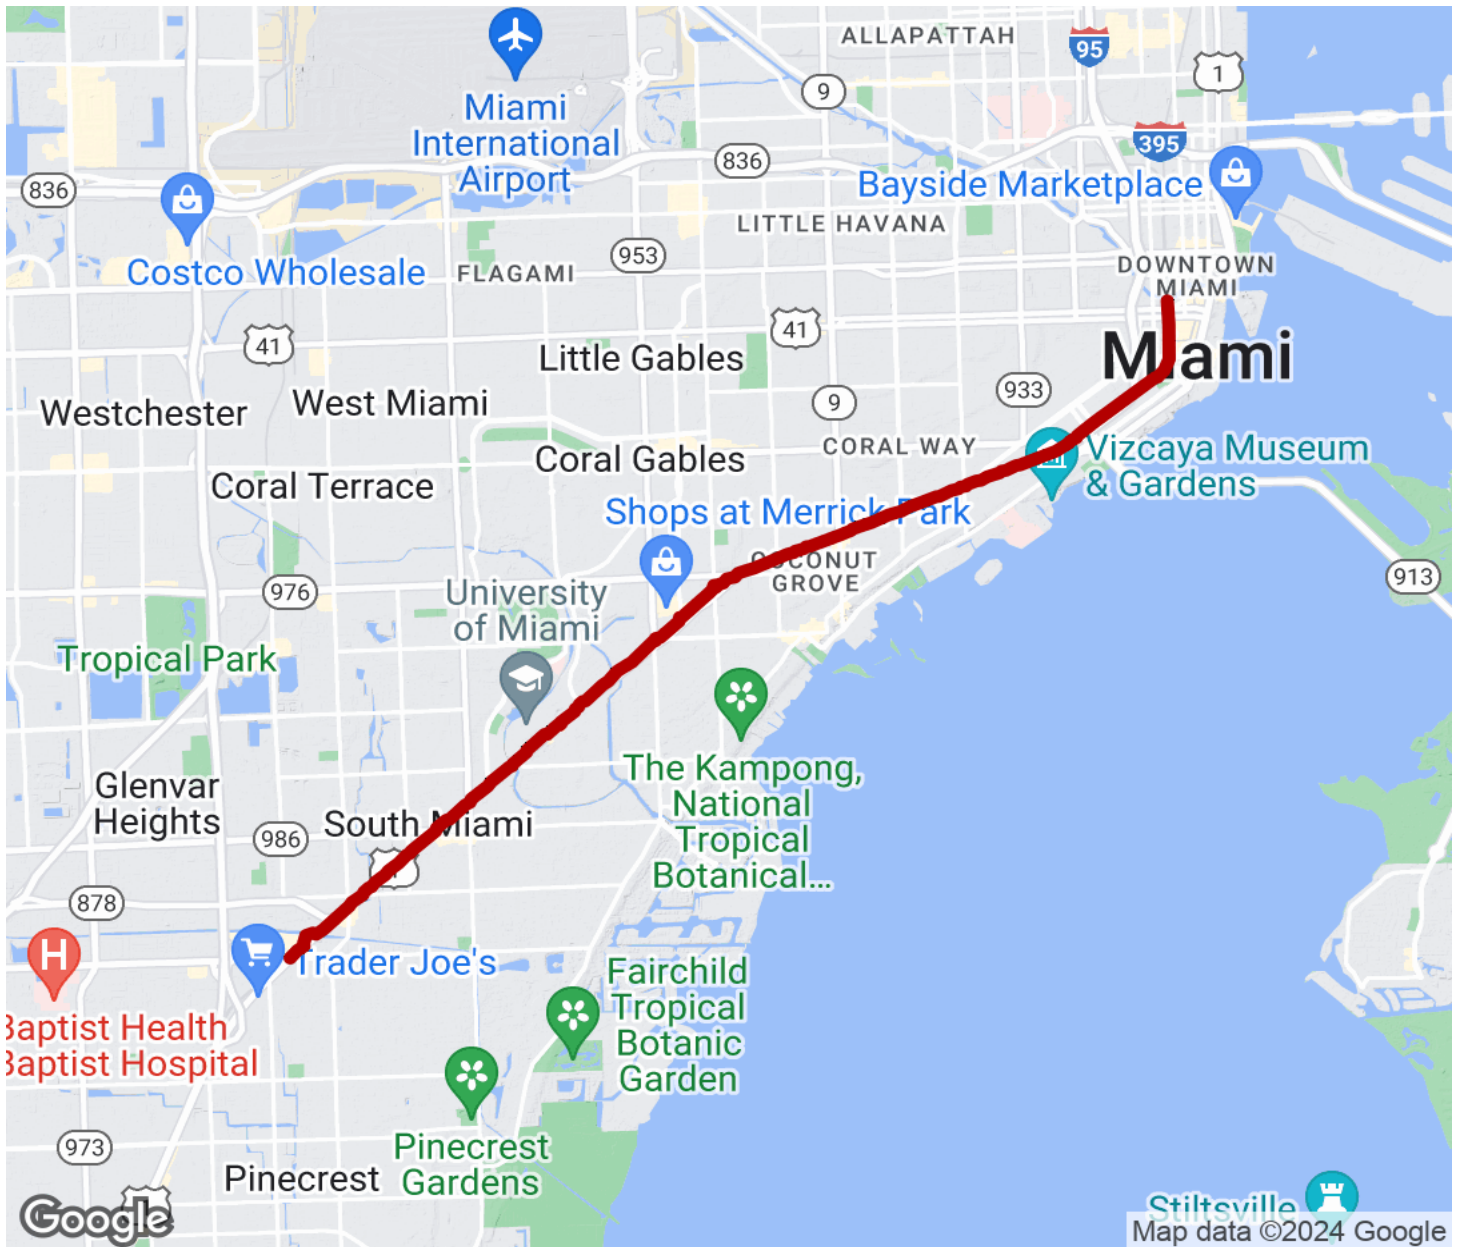 ALLAPATTAH
95
1
9
Miami
International
Airport
395
836
836
Bayside Marketplace
LITTLE HAVANA
953
Costco Wholesale
FLAGAMI
DOWNTOWN
MIAMI
41
41
Miami
Little Gables
933
9
West Miami
Westchester
CORAL WAY
Vizcaya Museum
& Gardens
Coral Gables
Coral Terrace
Shops at Merrick Park
COCONUT
GROVE
913
976
University
of Miami
Tropical Park
The Kampong,
National
Tropical
Botanical...
Glenvar
Heights
South Miami
986
878
H
Trader Joe's
Fairchild
Tropical
Botanic
Garden
Baptist Health
Baptist Hospital
973
Pinecrest
Gardens
Pinecrest
Stiltsville
Google
Map data ©2024 Google